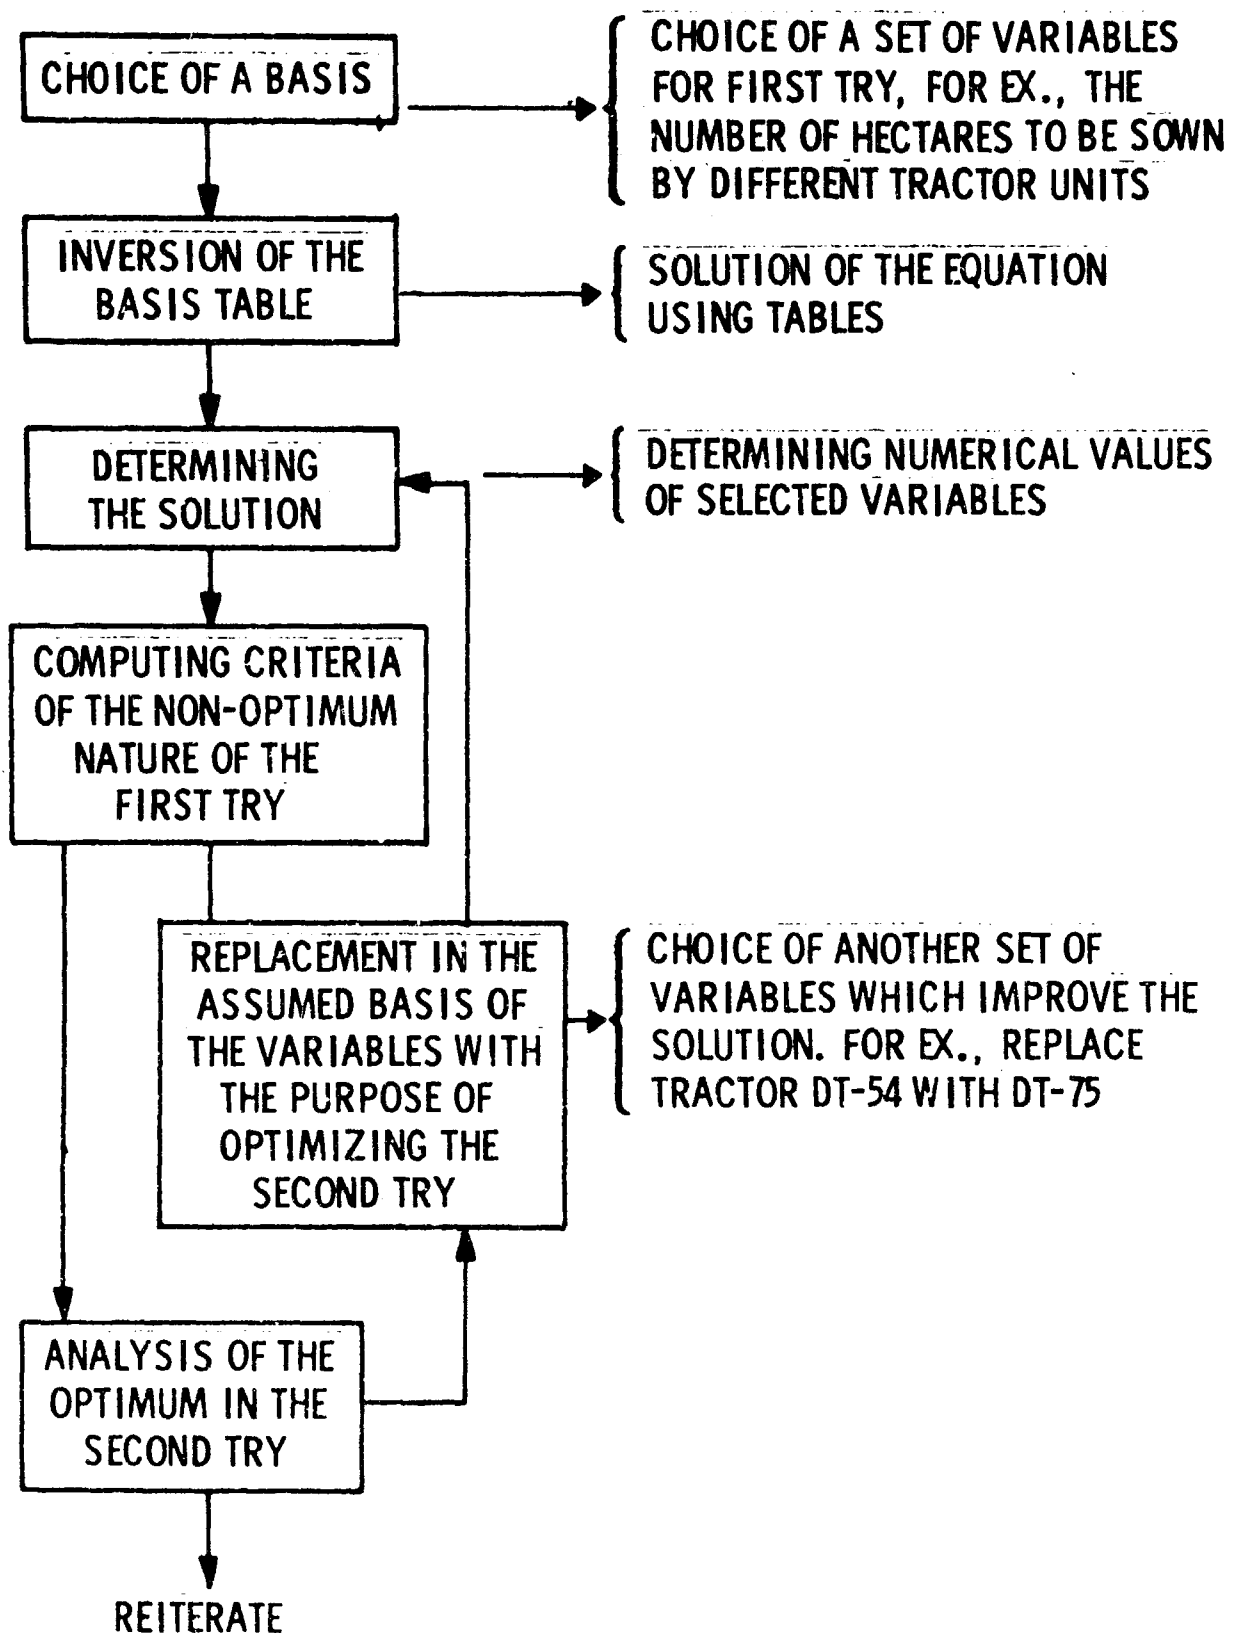 CHOICE OF A BASIS
CHOICE OF A SET OF VARIABLES
FOR FIRST TRY, FOR EX., THE
NUMBER OF HECTARES TO BE SOWN
BY DIFFERENT TRACTOR UNITS
INVERSION OF THE
BASIS TABLE
SOLUTION OF THE EQUATION
USING TABLES
DETERMINING
THE SOLUTION
DETERMINING NUMERICAL VALUES
OF SELECTED VARIABLES
COMPUTING CRITERIA
OF THE NON-OPTIMUM
NATURE OF THE
FIRST TRY
REPLACEMENT IN THE
ASSUMED BASIS OF
THE VARIABLES WITH
THE PURPOSE OF
OPTIMIZING THE
SECOND TRY
CHOICE OF ANOTHER SET OF
VARIABLES WHICH IMPROVE THE
SOLUTION. FOR EX., REPLACE
TRACTOR DT-54 WITH DT-75
ANALYSIS OF THE
OPTIMUM IN THE
SECOND TRY
REITERATE